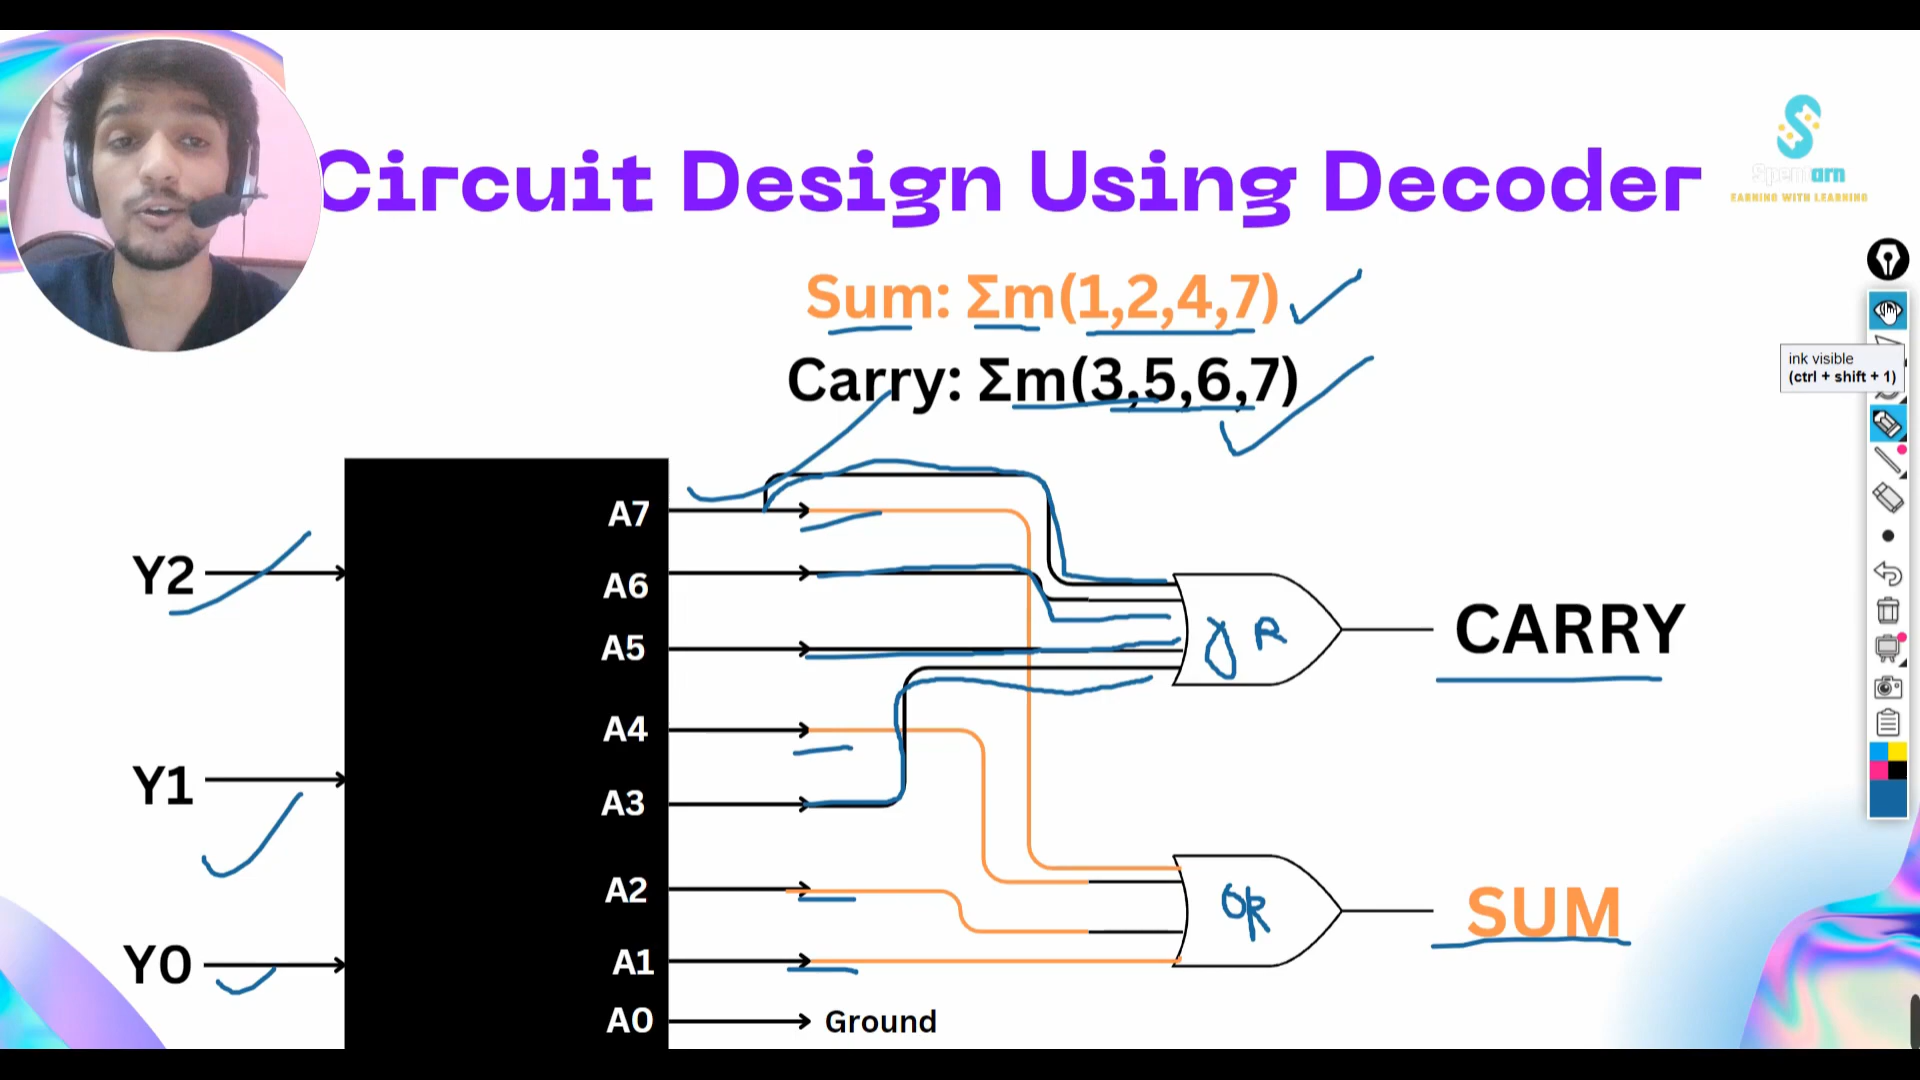 Circuit Design Using Decoder
Spemarn
EARNING WITH LEARNING
Sum: Σm(1,2,4,7)
Carry: Σm(3,5,6,7)
ink visible
(ctrl + shift + 1)
A7
Y2
A6
A5
OR
CARRY
A4
Y1
A3
A2
OR
SUM
Y0
A1
A0
Ground